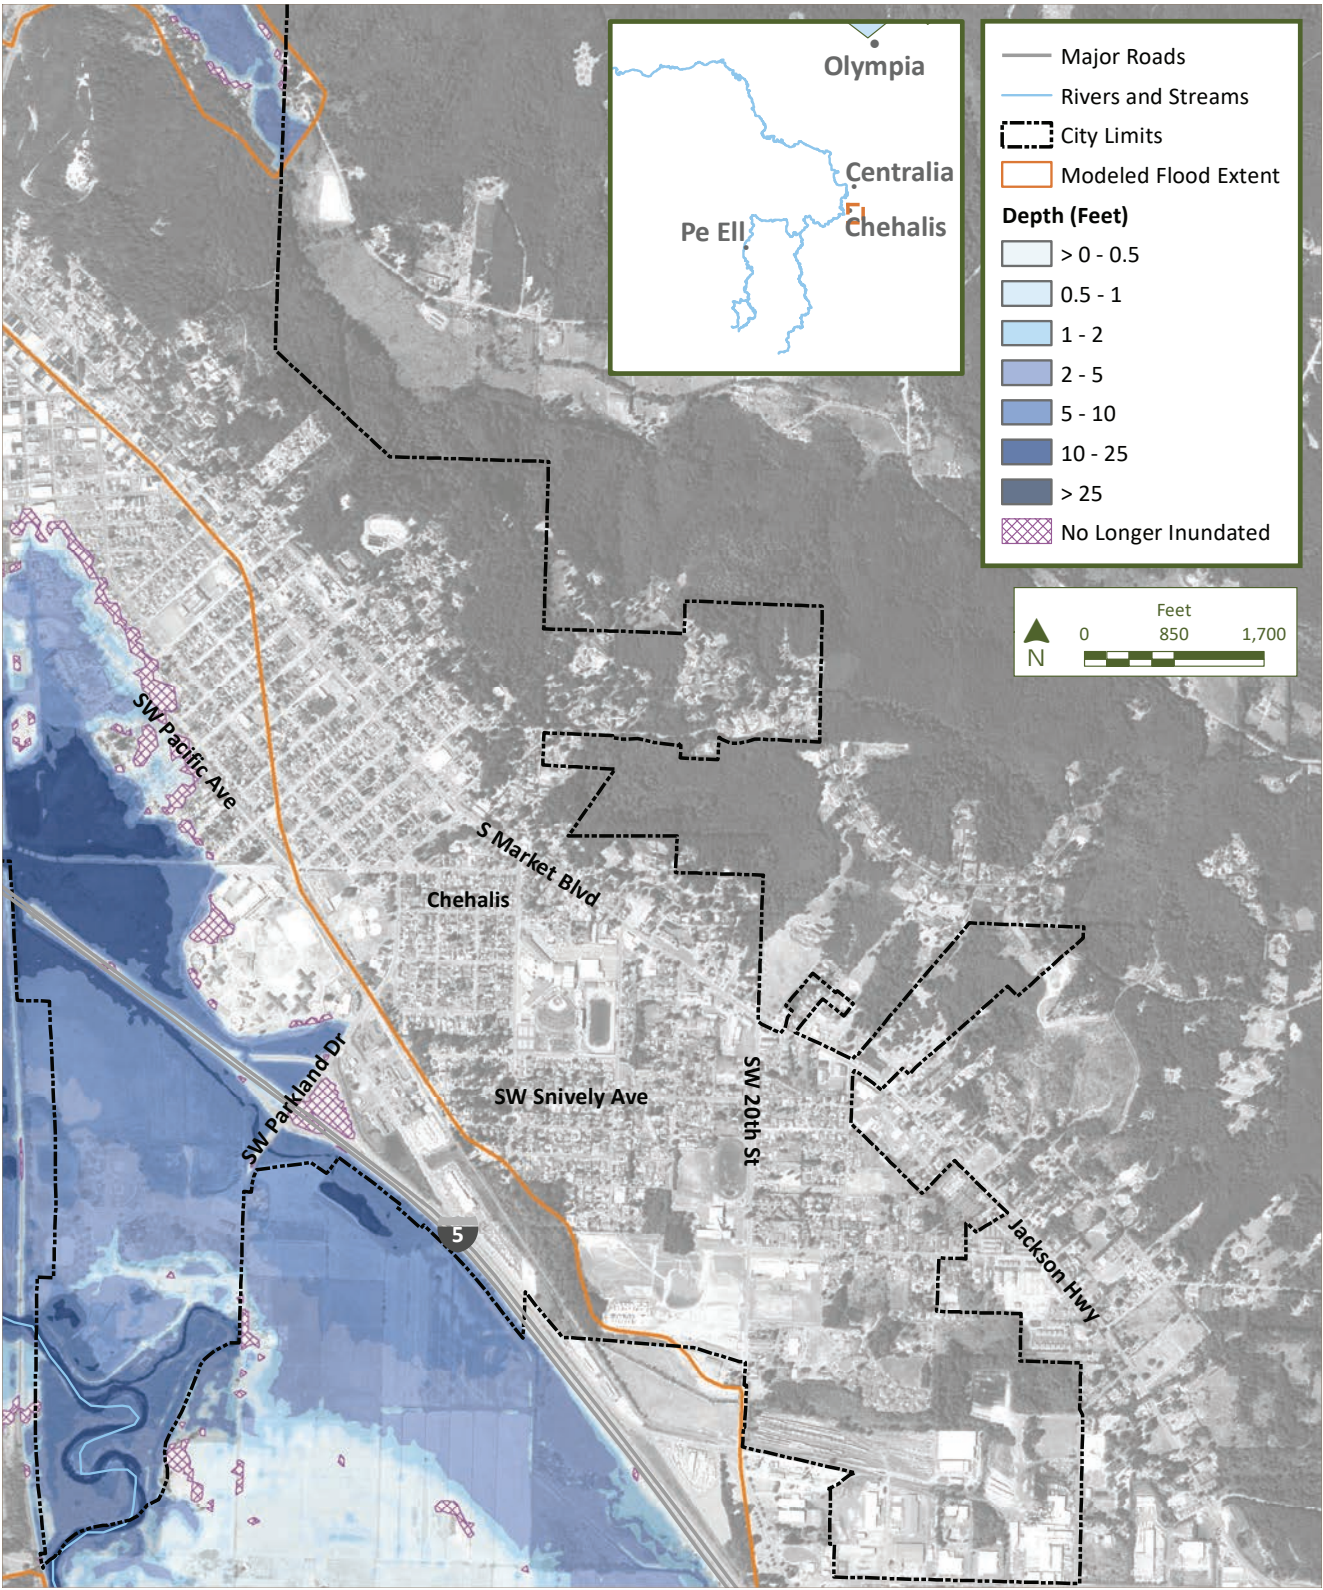 Olympia
Centralia
Chehalis
Pe Ell
Major Roads
Rivers and Streams
City Limits
Modeled Flood Extent
Depth (Feet)
> 0 - 0.5
0.5 - 1
1 - 2
2 - 5
5 - 10
10 - 25
> 25
No Longer Inundated
Feet
0 850 1,700
N
SW Pacific Ave
S Market Blvd
Chehalis
SW Parkland Dr
SW Snively Ave
SW 20th St
5
Jackson Hwy